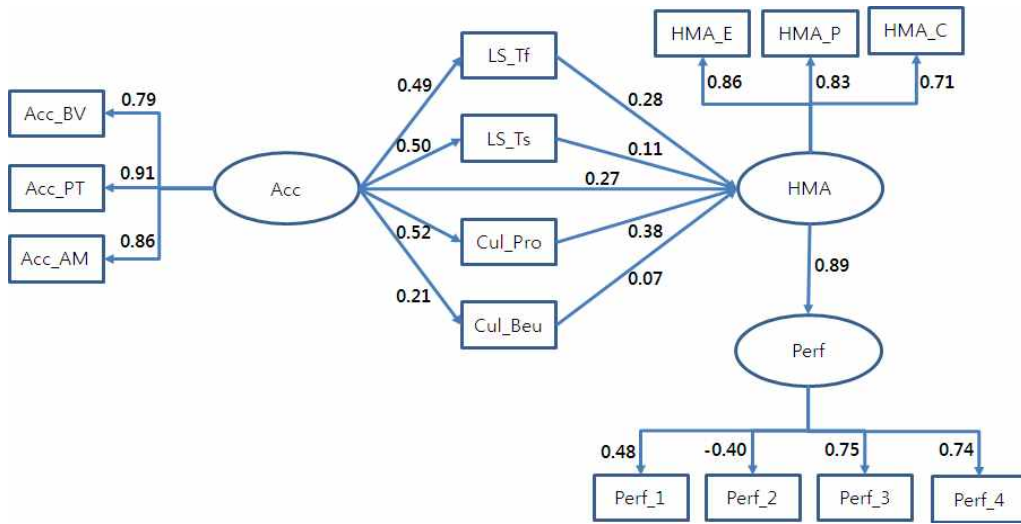 HMA_E
HMA_P
HMA_C
LS_Tf
0.86
0.83
0.71
0.49
0.28
0.79
Acc_BV
LS_Ts
0.50
0.11
Acc_PT
0.91
Acc
0.27
HMA
Acc_AM
0.86
0.52
Cul_Pro
0.38
0.89
0.21
0.07
Cul_Beu
Perf
0.48
-0.40
0.75
0.74
Perf_1
Perf_2
Perf_3
Perf_4